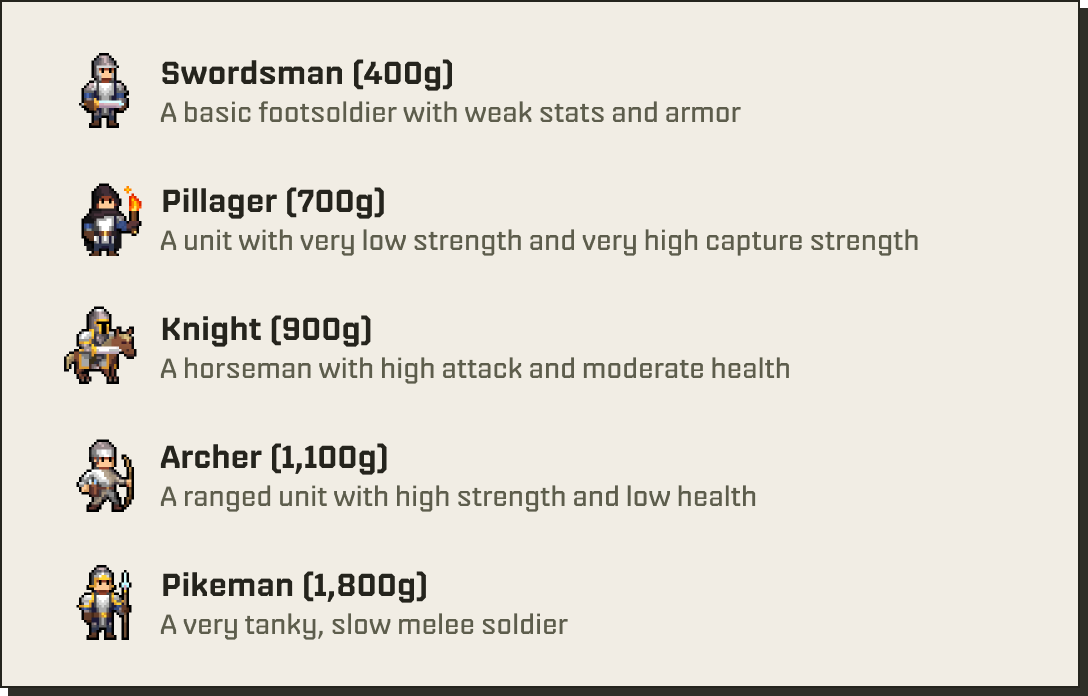 Swordsman (400g)
A basic footsoldier with weak stats and armor
Pillager (700g)
A unit with very low strength and very high capture strength
Knight (900g)
A horseman with high attack and moderate health
Archer (1,100g)
A ranged unit with high strength and low health
Pikeman (1,800g)
A very tanky, slow melee soldier